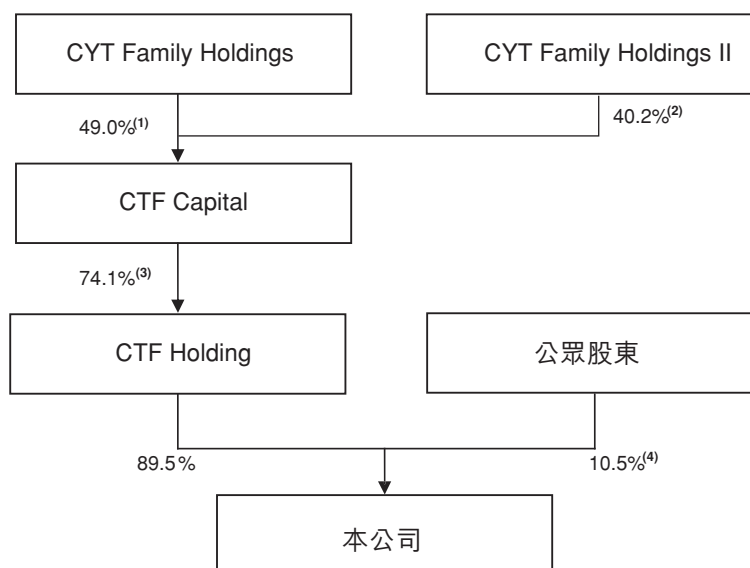 CYT Family Holdings
CYT Family Holdings II
49.0%(1)
40.2%(2)
CTF Capital
74.1%(3)
CTF Holding
公眾股東
89.5%
10.5%(4)
本公司